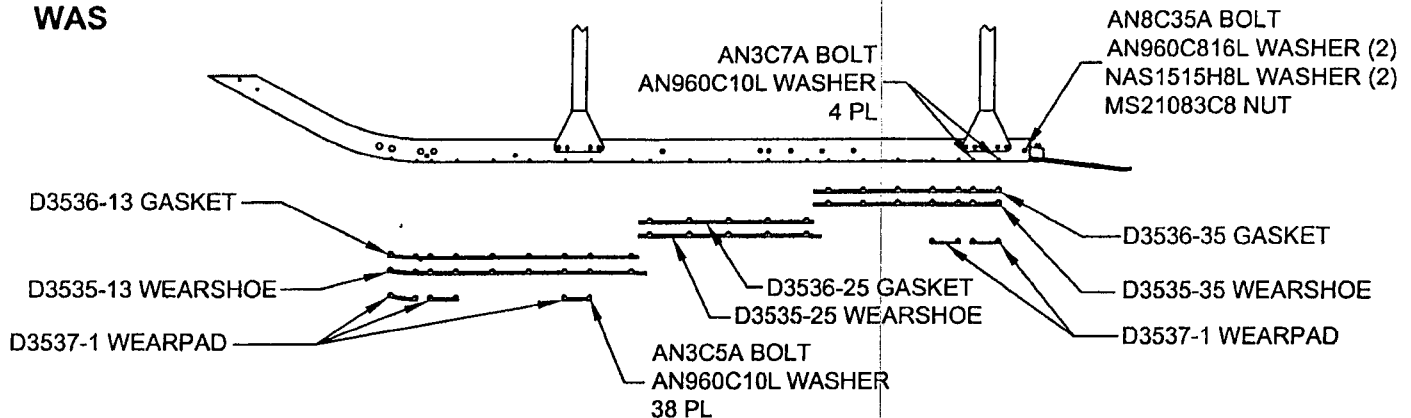 WAS
AN3C7A BOLT
AN960C10L WASHER
4 PL
AN8C35A BOLT
AN960C816L WASHER (2)
NAS1515H8L WASHER (2)
MS21083C8 NUT
D3536-13 GASKET
D3535-13 WEARSHOE
D3537-1 WEARPAD
AN3C5A BOLT
AN960C10L WASHER
38 PL
D3536-25 GASKET
D3535-25 WEARSHOE
D3536-35 GASKET
D3535-35 WEARSHOE
D3537-1 WEARPAD